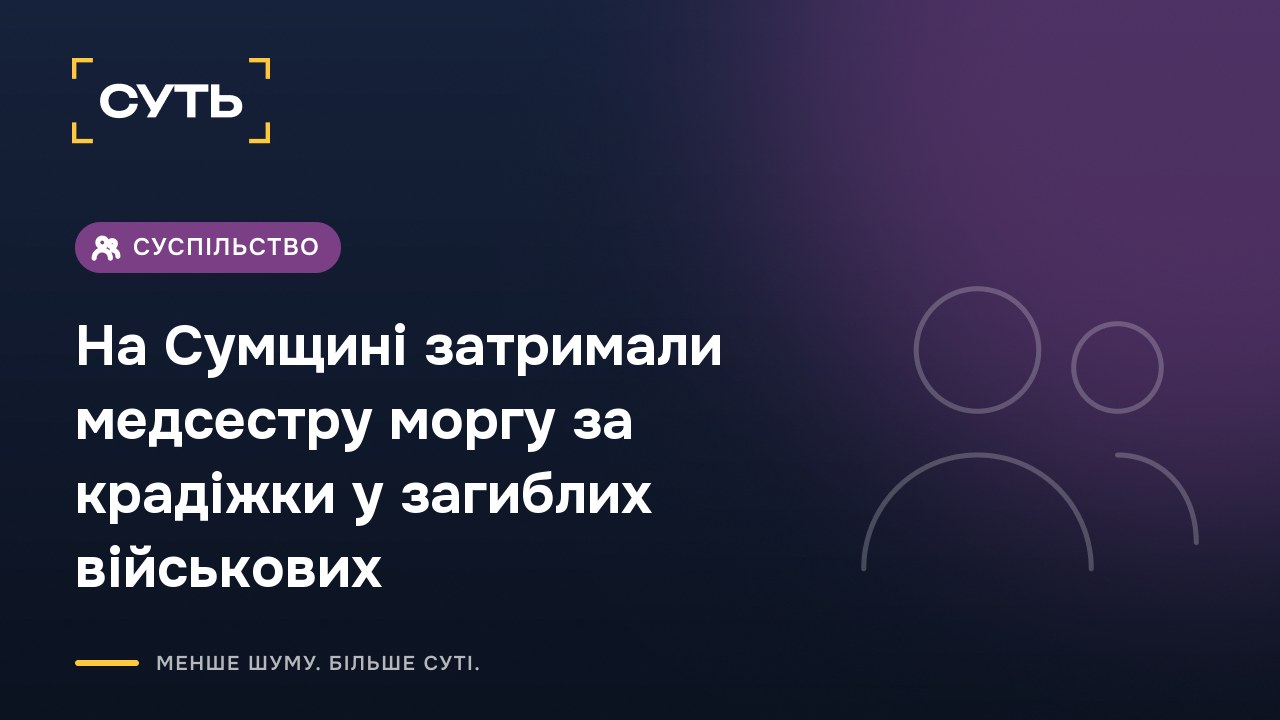 СУТЬ
СУСПІЛЬСТВО
На Сумщині затримали
медсестру моргу за
крадіжки у загиблих
військових
МЕНШЕ ШУМУ. БІЛЬШЕ СУТІ.